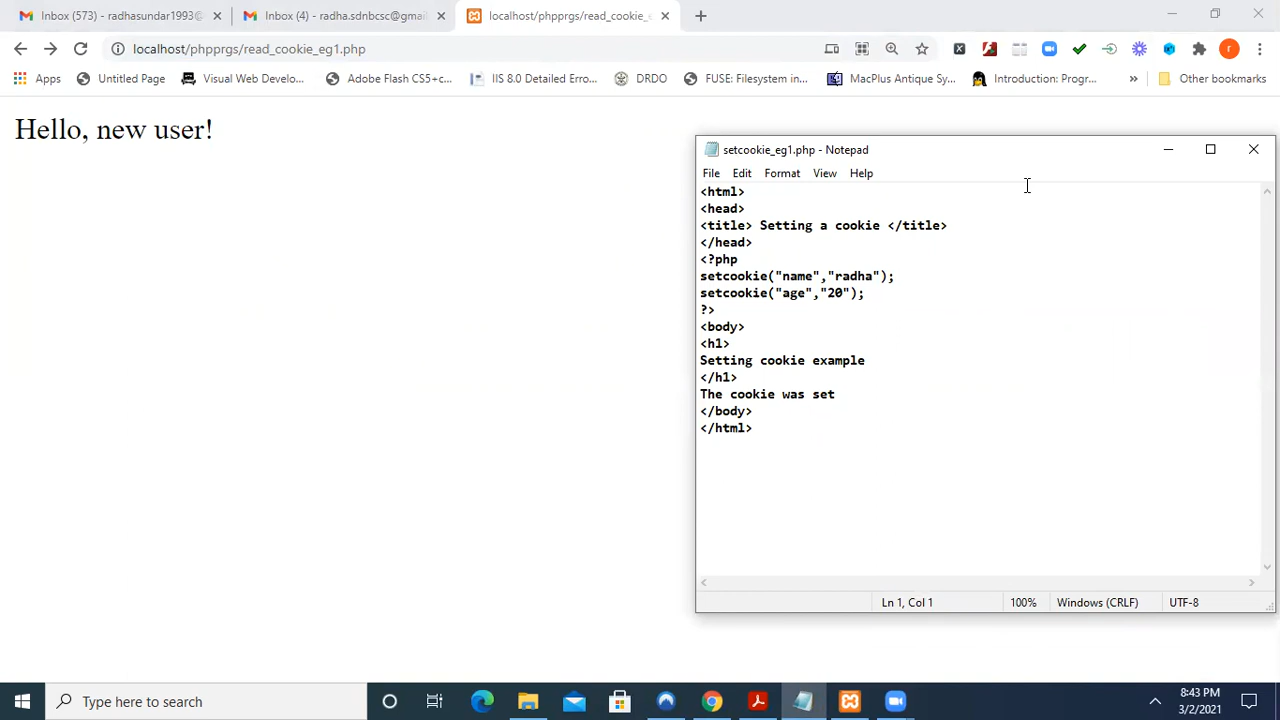 Inbox (573) - radhasundar1993@
Inbox (4) - radha.sdnbcsc@gmai
localhost/phpprgs/read_cookie_
localhost/phpprgs/read_cookie_eg1.php
r
Apps
Untitled Page
Visual Web Develo...
Adobe Flash CS5+c...
IIS 8.0 Detailed Erro...
DRDO
FUSE: Filesystem in...
MacPlus Antique Sy...
Introduction: Progr...
»
Other bookmarks
Hello, new user!
setcookie_eg1.php - Notepad
File Edit Format View Help
<html>
<head>
<title> Setting a cookie </title>
</head>
<?php
setcookie("name","radha");
setcookie("age","20");
?>
<body>
<h1>
Setting cookie example
</h1>
The cookie was set
</body>
</html>
Ln 1, Col 1
100%
Windows (CRLF)
UTF-8
Type here to search
8:43 PM
3/2/2021